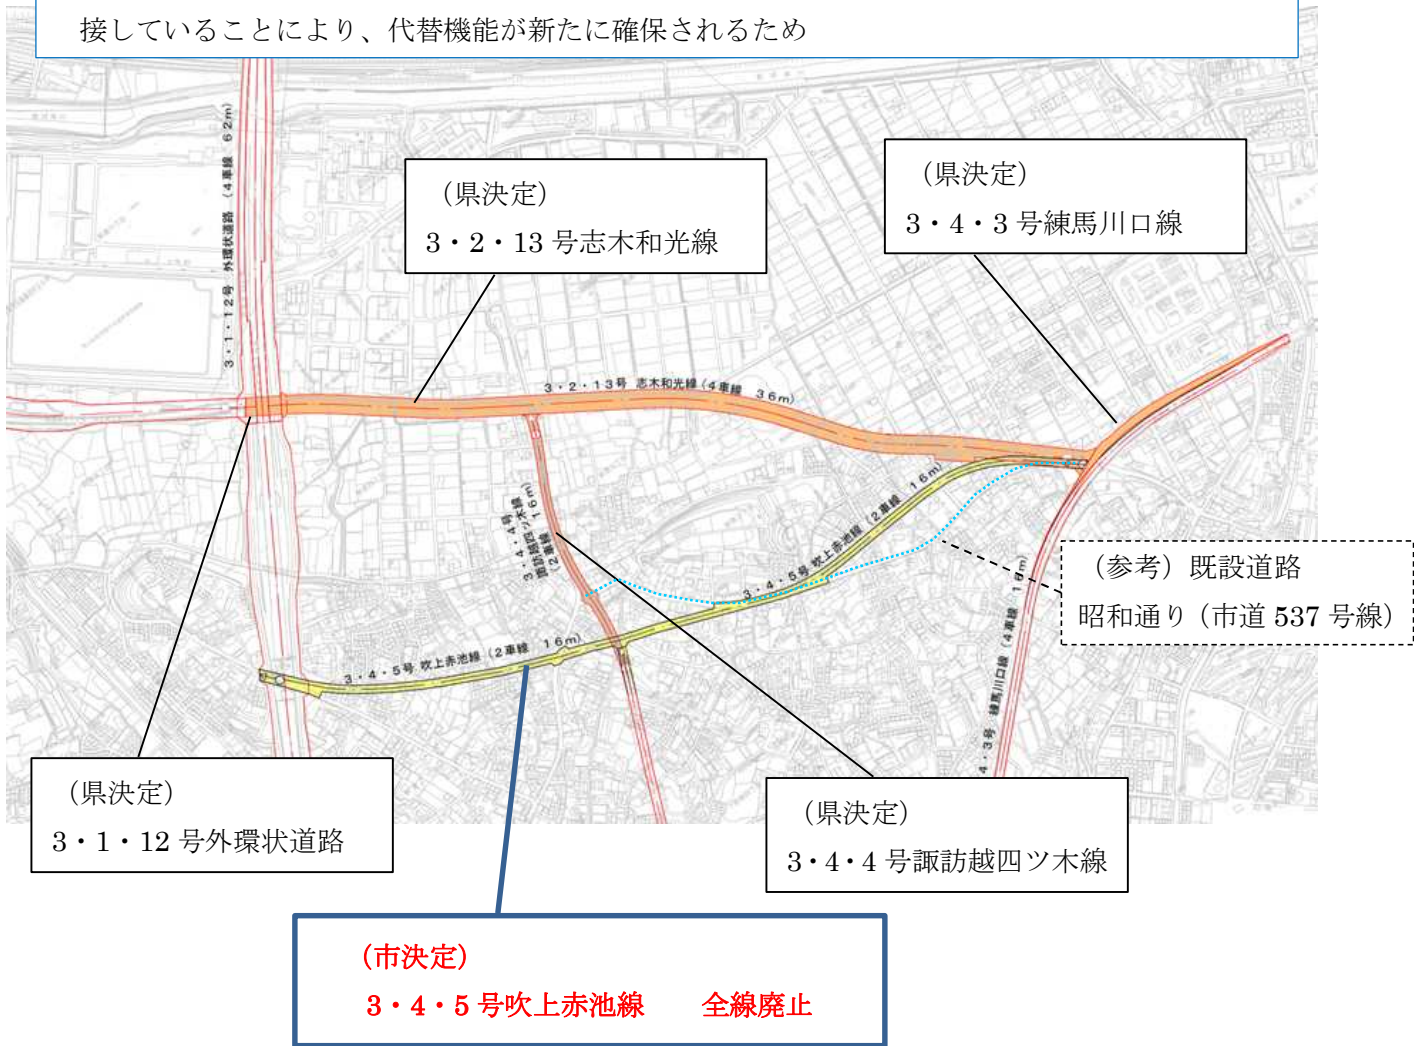 接していることにより、代替機能が新たに確保されるため
3・1・12号 外環状道路 (4車線 62m)
(県決定)
3・2・13 号志木和光線
(県決定)
3・4・3 号練馬川口線
3・2・13号 志木和光線 (4車線 36m)
3・4・4号
諏訪越四ツ木線
(2車線 16m)
3・4・5号 吹上赤池線 (2車線 16m)
(参考) 既設道路
昭和通り (市道 537 号線)
3・4・5号 吹上赤池線 (2車線 16m)
4・3号 練馬川口線 (4車線 18m)
(県決定)
3・1・12 号外環状道路
(県決定)
3・4・4 号諏訪越四ツ木線
(市決定)
3・4・5 号吹上赤池線 全線廃止